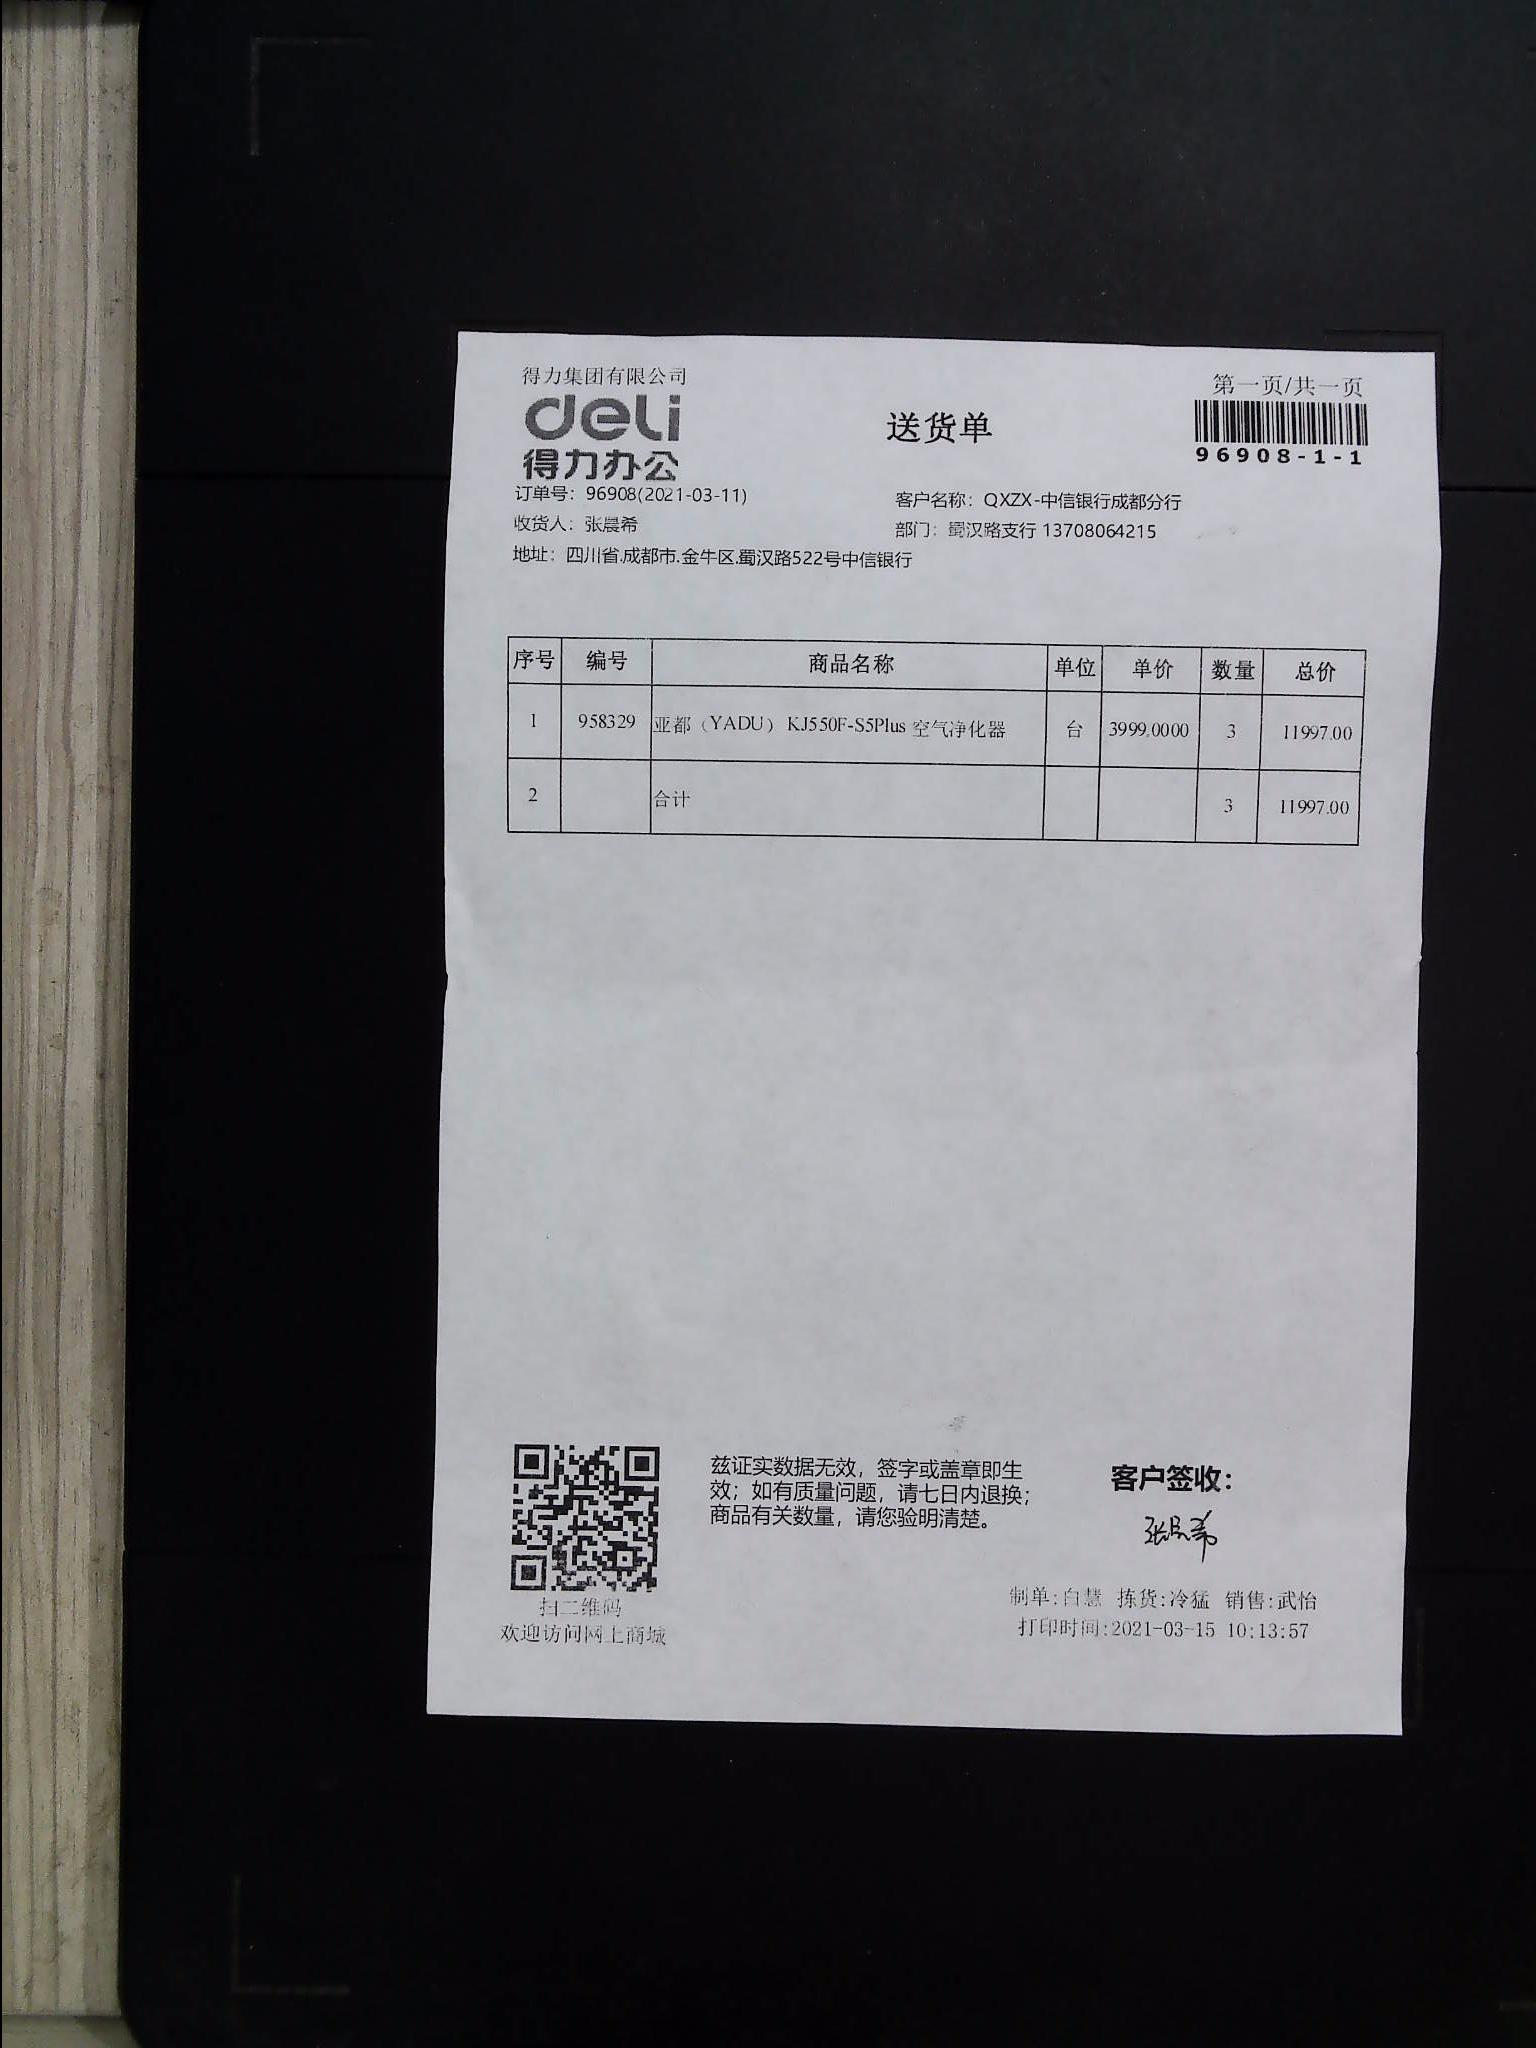 得力集团有限公司
第一页/共一页
deli
得力办公
送货单
96908-1-1
订单号：96908(2021-03-11)
客户名称：QXZX-中信银行成都分行
收货人：张晨希
部门：蜀汉路支行 13708064215
地址：四川省.成都市.金牛区.蜀汉路522号中信银行
序号 编号 商品名称 单位 单价 数量 总价
1 958329 亚都（YADU） KJ550F-S5Plus 空气净化器 台 3999.0000 3 11997.00
2 合计 3 11997.00
兹证实数据无效，签字或盖章即生
效；如有质量问题，请七日内退换；
商品有关数量，请您验明清楚。
客户签收：
张晨希
扫二维码
欢迎访问网上商城
制单:白慧 拣货:冷猛 销售:武怡
打印时间:2021-03-15 10:13:57